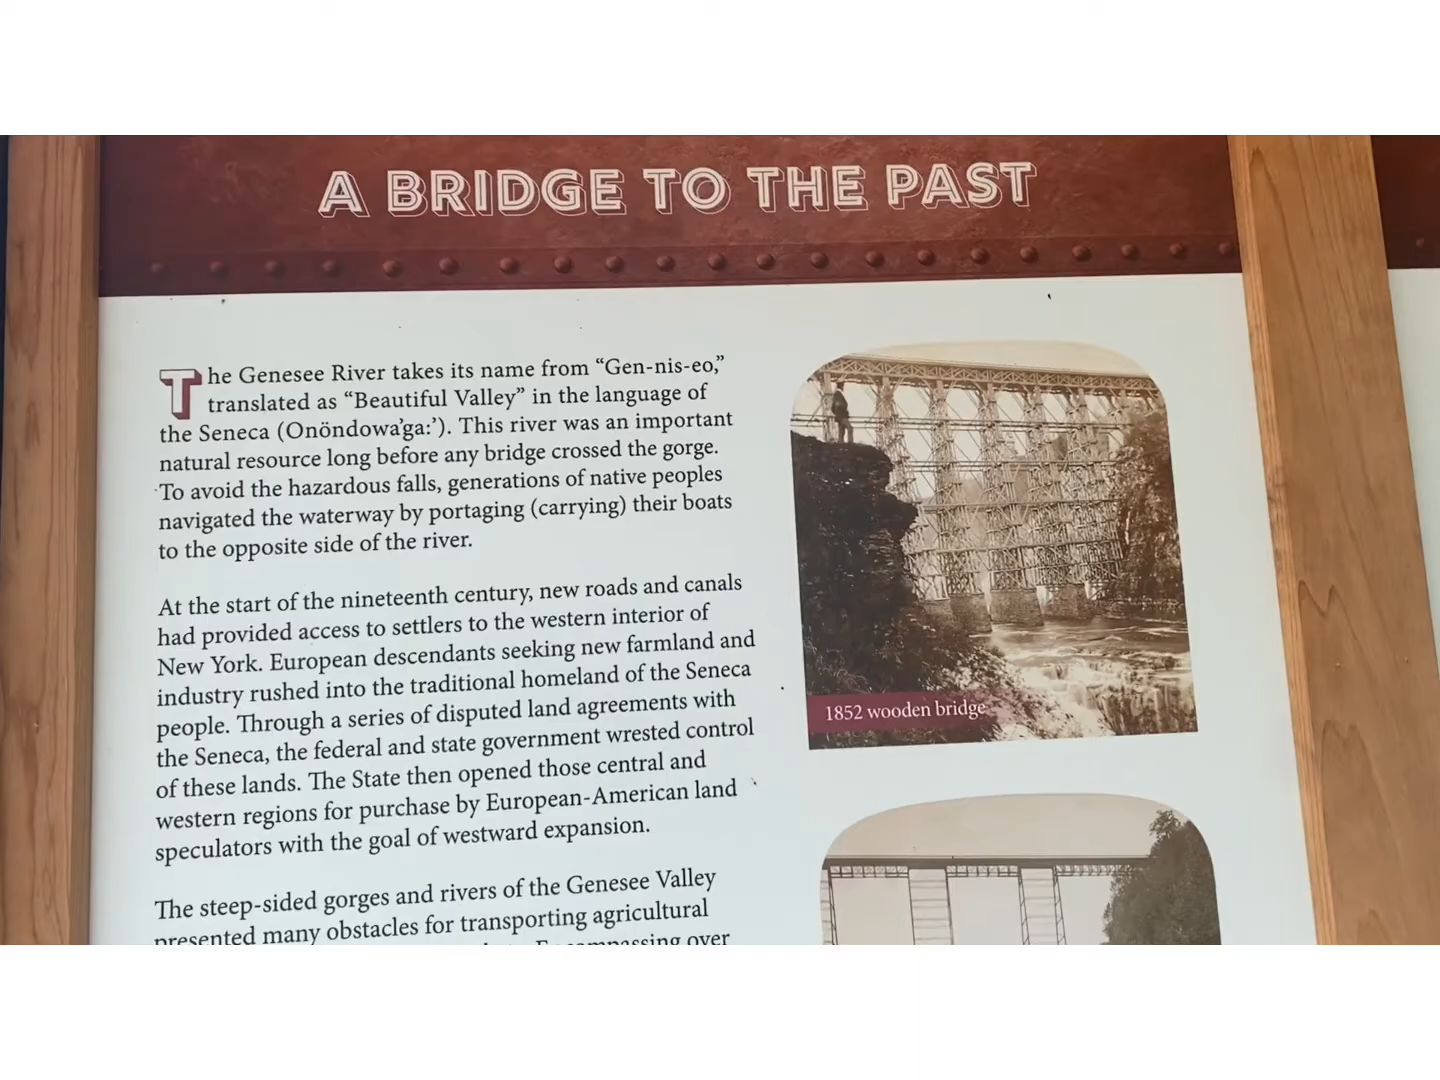 A BRIDGE TO THE PAST
The Genesee River takes its name from “Gen-nis-eo,”
translated as “Beautiful Valley” in the language of
the Seneca (Onöndowa’ga:’). This river was an important
natural resource long before any bridge crossed the gorge.
To avoid the hazardous falls, generations of native peoples
navigated the waterway by portaging (carrying) their boats
to the opposite side of the river.
At the start of the nineteenth century, new roads and canals
had provided access to settlers to the western interior of
New York. European descendants seeking new farmland and
industry rushed into the traditional homeland of the Seneca
people. Through a series of disputed land agreements with
the Seneca, the federal and state government wrested control
of these lands. The State then opened those central and
western regions for purchase by European-American land
speculators with the goal of westward expansion.
The steep-sided gorges and rivers of the Genesee Valley
presented many obstacles for transporting agricultural
over
1852 wooden bridge